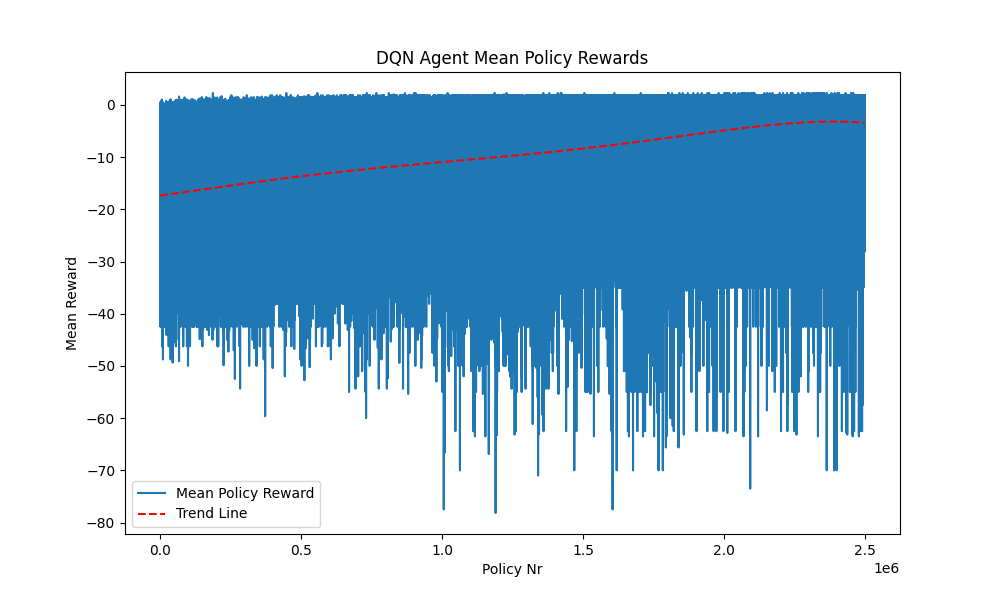 DQN Agent Mean Policy Rewards
0
−10
−20
−30
−40
−50
−60
−70
−80
Mean Reward
Mean Policy Reward
Trend Line
0.0 0.5 1.0 1.5 2.0 2.5
1e6
Policy Nr